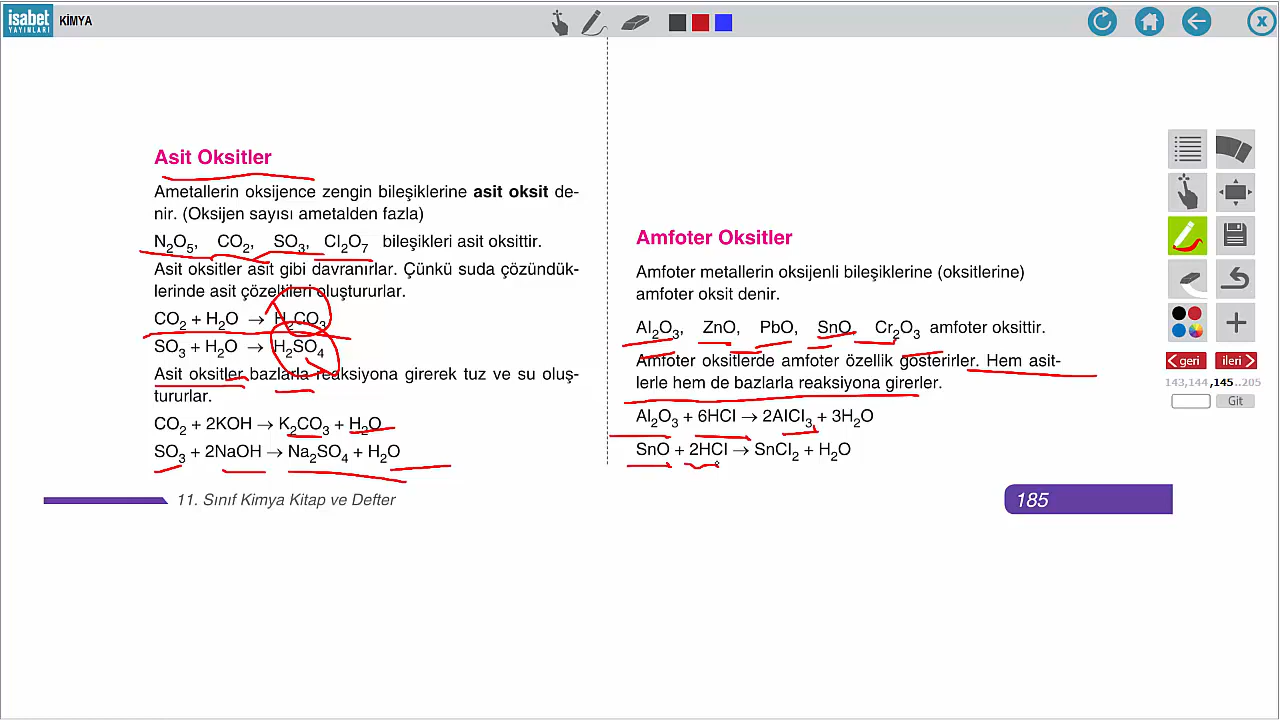 isabet
YAYINLARI
KİMYA
Asit Oksitler
Ametallerin oksijence zengin bileşiklerine asit oksit de-
nir. (Oksijen sayısı ametalden fazla)
N₂O₅, CO₂, SO₃, Cl₂O₇ bileşikleri asit oksittir.
Asit oksitler asit gibi davranırlar. Çünkü suda çözündük-
lerinde asit çözeltileri oluştururlar.
CO₂ + H₂O → H₂CO₃
SO₃ + H₂O → H₂SO₄
Asit oksitler bazlarla reaksiyona girerek tuz ve su oluş-
tururlar.
CO₂ + 2KOH → K₂CO₃ + H₂O
SO₃ + 2NaOH → Na₂SO₄ + H₂O
11. Sınıf Kimya Kitap ve Defter
Amfoter Oksitler
Amfoter metallerin oksijenli bileşiklerine (oksitlerine)
amfoter oksit denir.
Al₂O₃, ZnO, PbO, SnO, Cr₂O₃ amfoter oksittir.
Amfoter oksitlerde amfoter özellik gösterirler. Hem asit-
lerle hem de bazlarla reaksiyona girerler.
Al₂O₃ + 6HCl → 2AlCl₃ + 3H₂O
SnO + 2HCl → SnCl₂ + H₂O
185
geri
ileri
143,144,145..205
Git